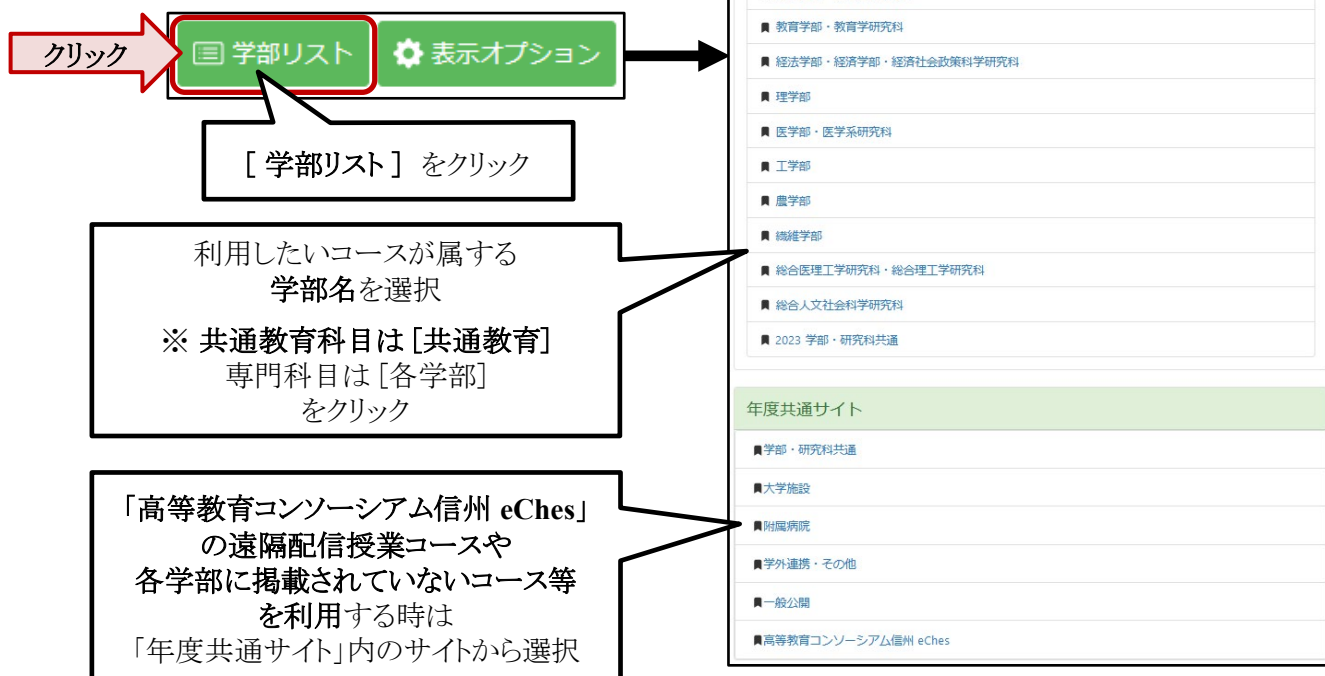 クリック
学部リスト
表示オプション
[ 学部リスト ] をクリック
利用したいコースが属する
学部名を選択
※ 共通教育科目は [共通教育]
専門科目は [各学部]
をクリック
「高等教育コンソーシアム信州 eChes」
の遠隔配信授業コースや
各学部に掲載されていないコース等
を利用する時は
「年度共通サイト」内のサイトから選択
教育学部・教育学研究科
経法学部・経済学部・経済社会政策科学研究科
理学部
医学部・医学系研究科
工学部
農学部
繊維学部
総合医理工学研究科・総合理工学研究科
総合人文社会科学研究科
2023 学部・研究科共通
年度共通サイト
学部・研究科共通
大学施設
附属病院
学外連携・その他
一般公開
高等教育コンソーシアム信州 eChes